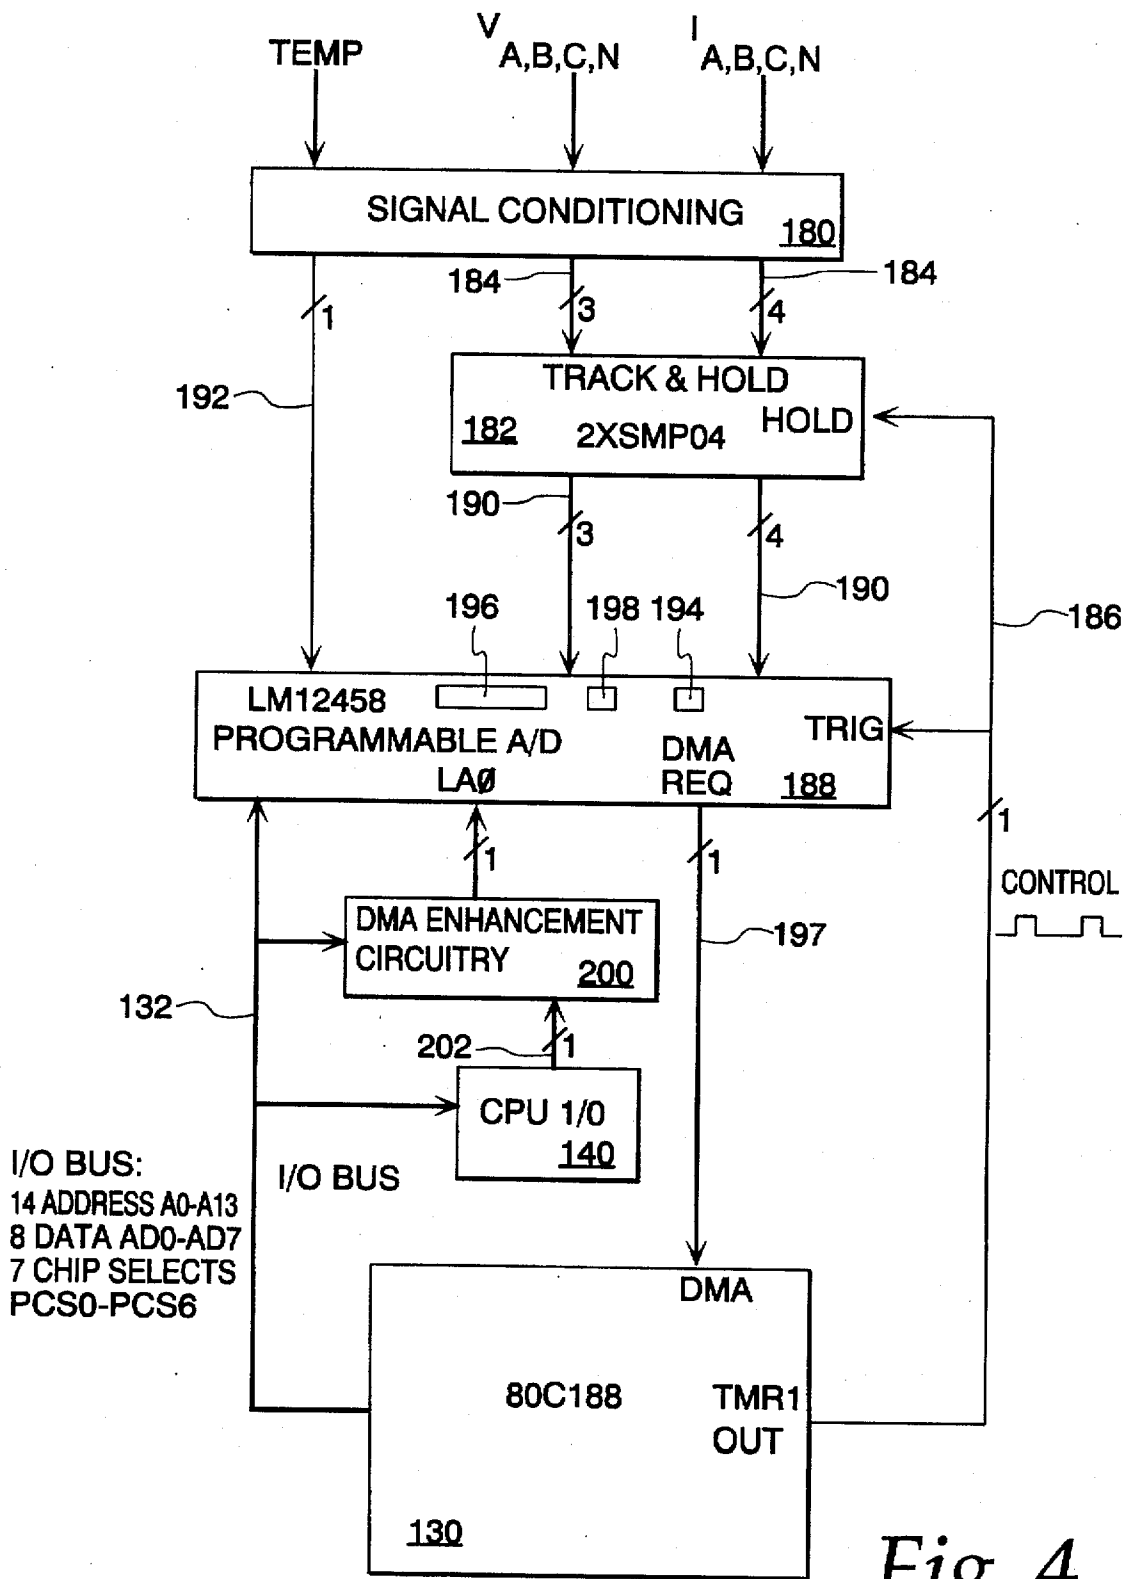 TEMP
V A,B,C,N
I A,B,C,N
SIGNAL CONDITIONING
180
184
184
1
3
4
192
TRACK & HOLD
HOLD
182
2XSMP04
190
3
4
190
186
196
198
194
LM12458
PROGRAMMABLE A/D
LAØ
DMA
REQ
TRIG
188
1
1
1
CONTROL
DMA ENHANCEMENT
CIRCUITRY
200
197
132
202
1
CPU 1/0
140
I/O BUS:
14 ADDRESS A0-A13
8 DATA AD0-AD7
7 CHIP SELECTS
PCS0-PCS6
I/O BUS
DMA
80C188
TMR1
OUT
130
Fig. 4